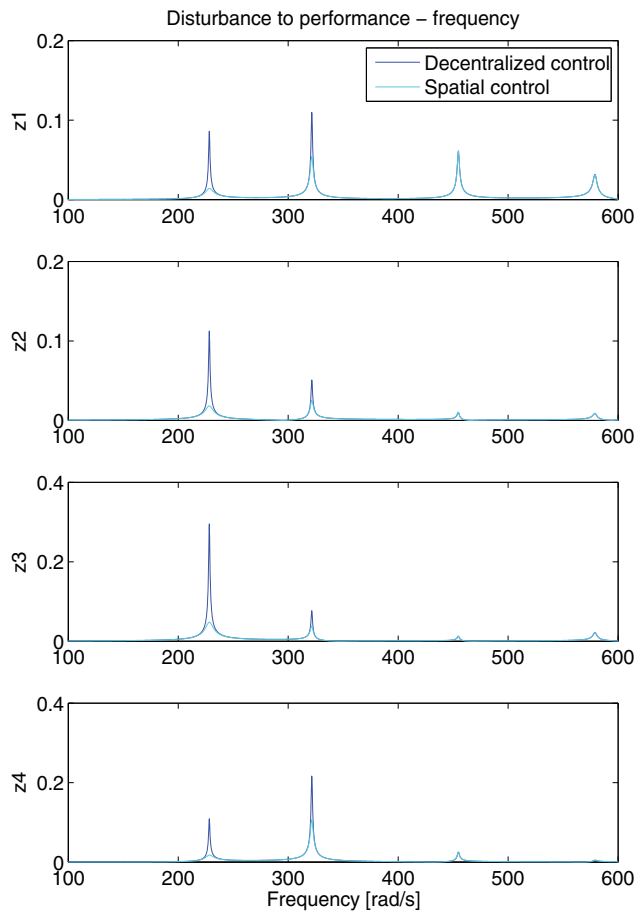 Disturbance to performance − frequency
0.2
Decentralized control
Spatial control
0.1
z1
0
100 200 300 400 500 600
0.2
0.1
z2
0
100 200 300 400 500 600
0.4
0.2
z3
0
100 200 300 400 500 600
0.4
0.2
z4
0
100 200 300 400 500 600
Frequency [rad/s]